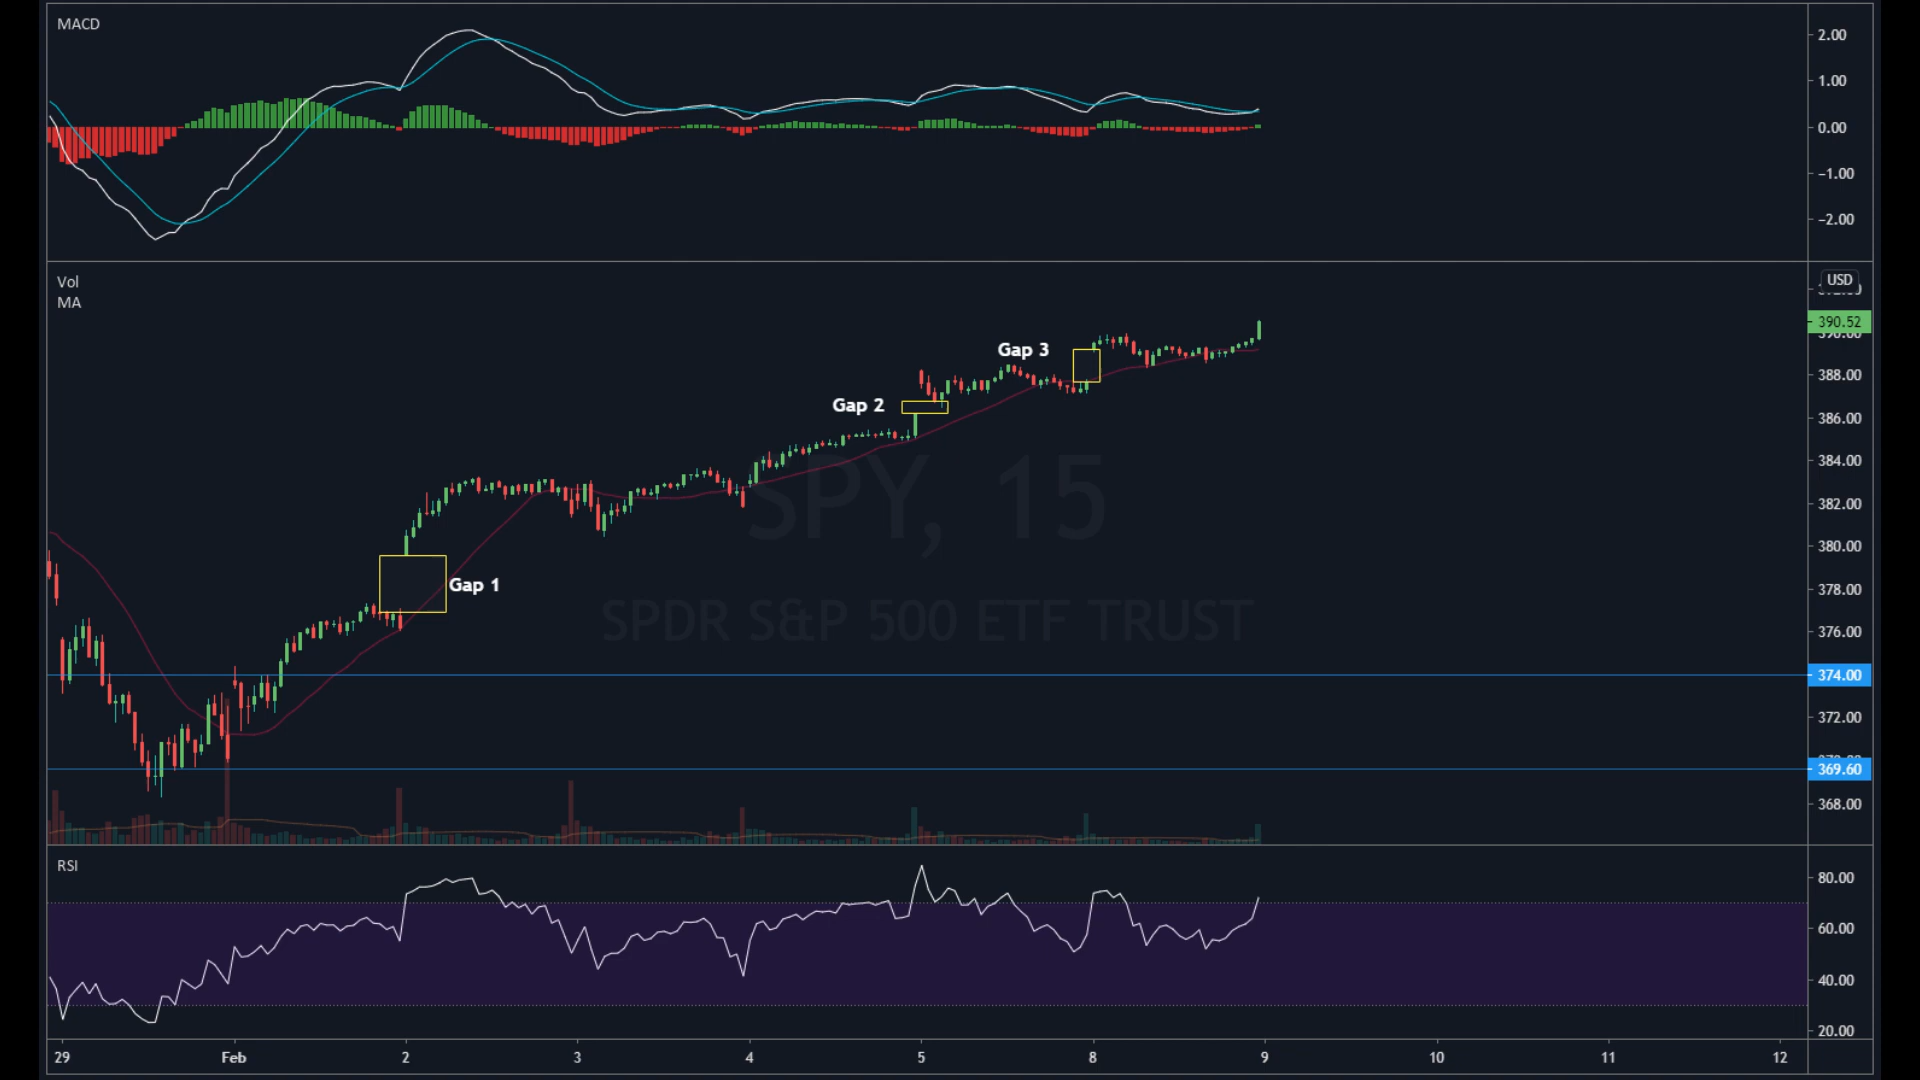 MACD
2.00
1.00
0.00
−1.00
−2.00
Vol
MA
USD
390.52
388.00
386.00
384.00
382.00
380.00
378.00
376.00
374.00
372.00
369.60
368.00
Gap 3
Gap 2
Gap 1
SPY, 15
SPDR S&P 500 ETF TRUST
RSI
80.00
60.00
40.00
20.00
29 Feb 2 3 4 5 8 9 10 11 12